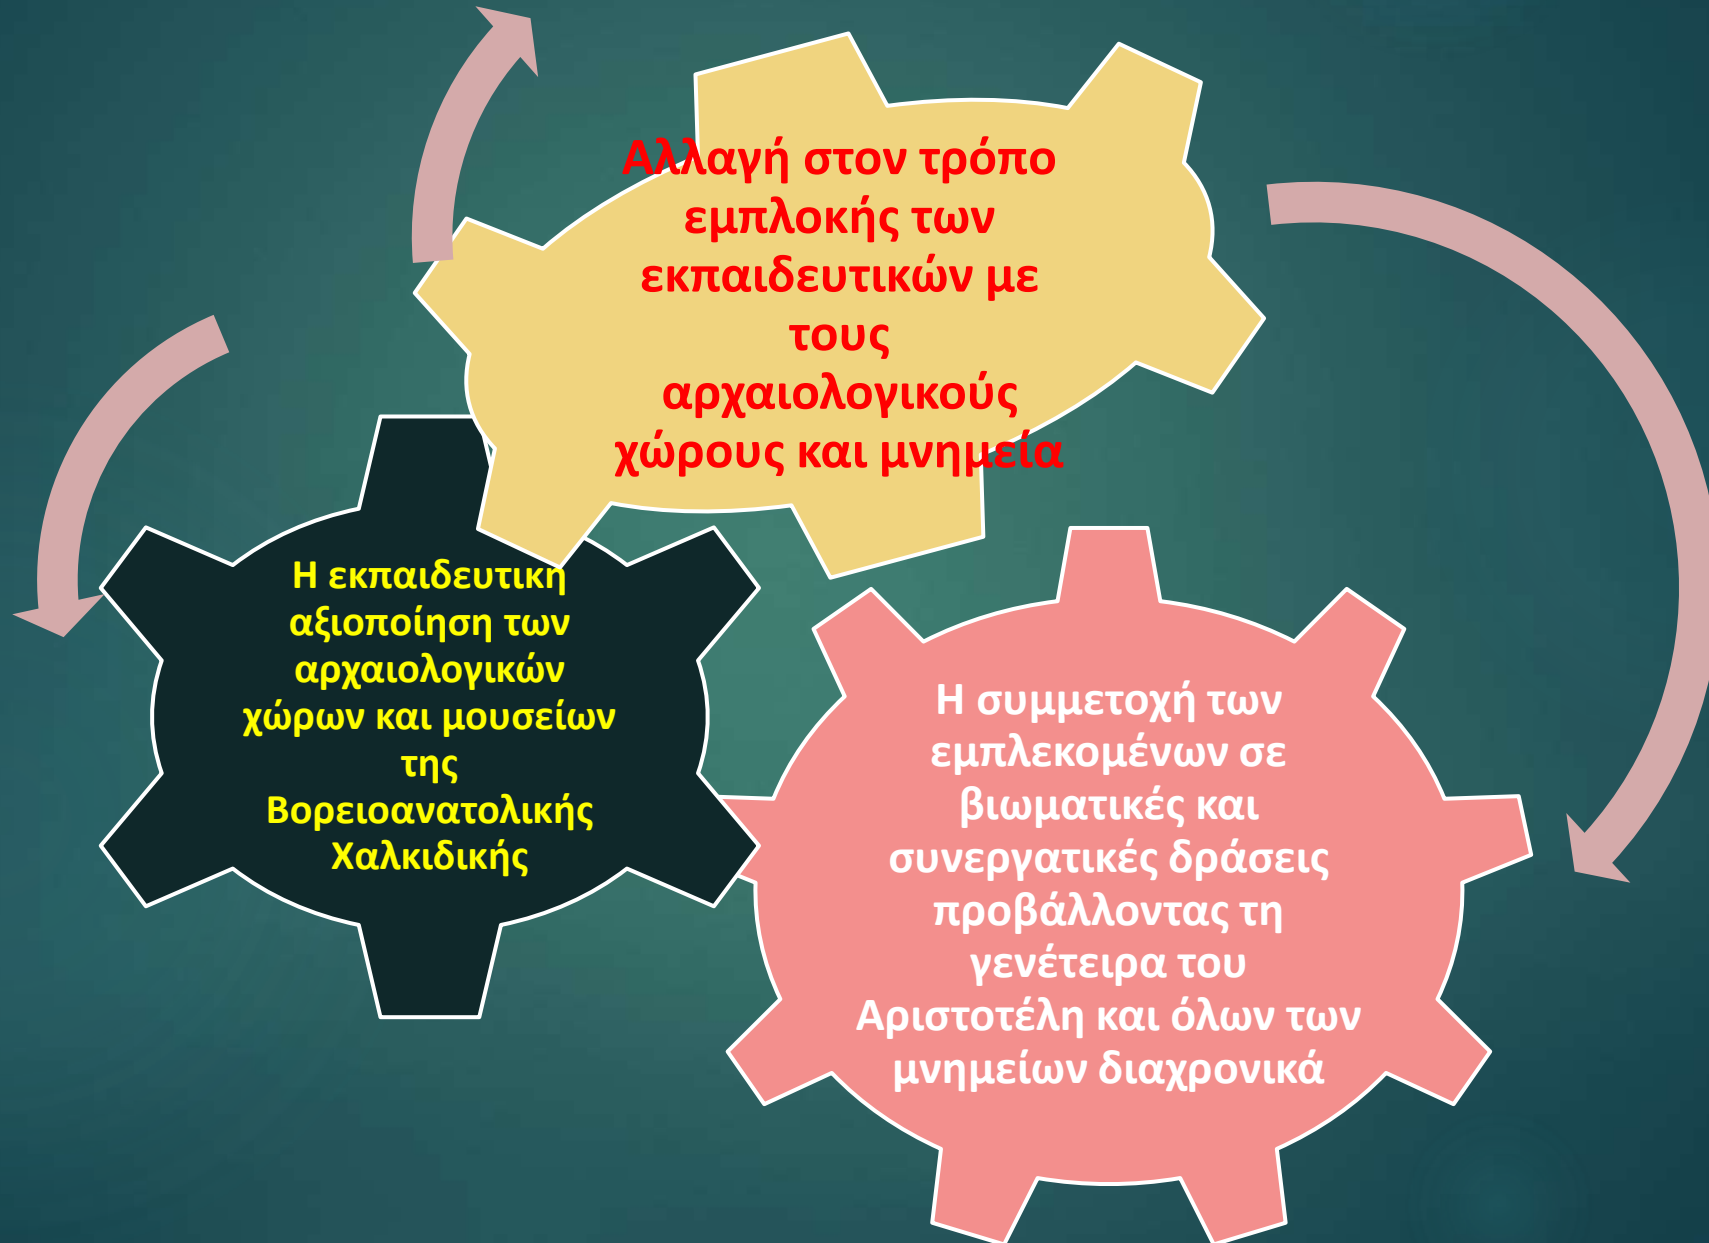 Αλλαγή στον τρόπο
εμπλοκής των
εκπαιδευτικών με
τους
αρχαιολογικούς
χώρους και μνημεία
Η εκπαιδευτική
αξιοποίηση των
αρχαιολογικών
χώρων και μουσείων
της
Βορειοανατολικής
Χαλκιδικής
Η συμμετοχή των
εμπλεκομένων σε
βιωματικές και
συνεργατικές δράσεις
προβάλλοντας τη
γενέτειρα του
Αριστοτέλη και όλων των
μνημείων διαχρονικά